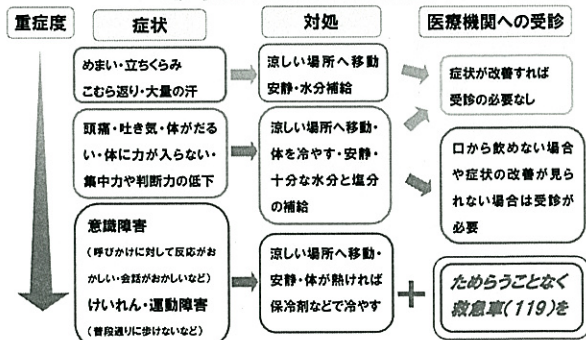 重症度
症状
対処
医療機関への受診
めまい・立ちくらみ
こむら返り・大量の汗
涼しい場所へ移動
安静・水分補給
症状が改善すれば
受診の必要なし
頭痛・吐き気・体がだる
い・体に力が入らない・
集中力や判断力の低下
涼しい場所へ移動・
体を冷やす・安静・
十分な水分と塩分
の補給
口から飲めない場合
や症状の改善が見ら
れない場合は受診が
必要
意識障害
（呼びかけに対して反応がお
かしい・会話がおかしいなど）
けいれん・運動障害
（普段通りに歩けないなど）
涼しい場所へ移動・
安静・体が熱ければ
保冷剤などで冷やす
+
ためらうことなく
救急車(119)を